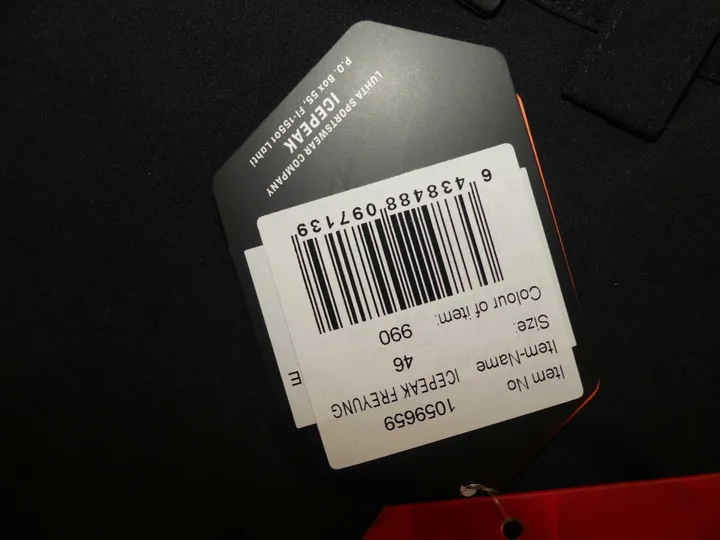 Item No 1059659
Item-Name ICEPEAK FREYUNG
Size: 46
Colour of item: 990
6 438488 097139
E
LUHTA SPORTSWEAR COMPANY
ICEPEAK
P.O. Box 55, FI-15501 Lahti